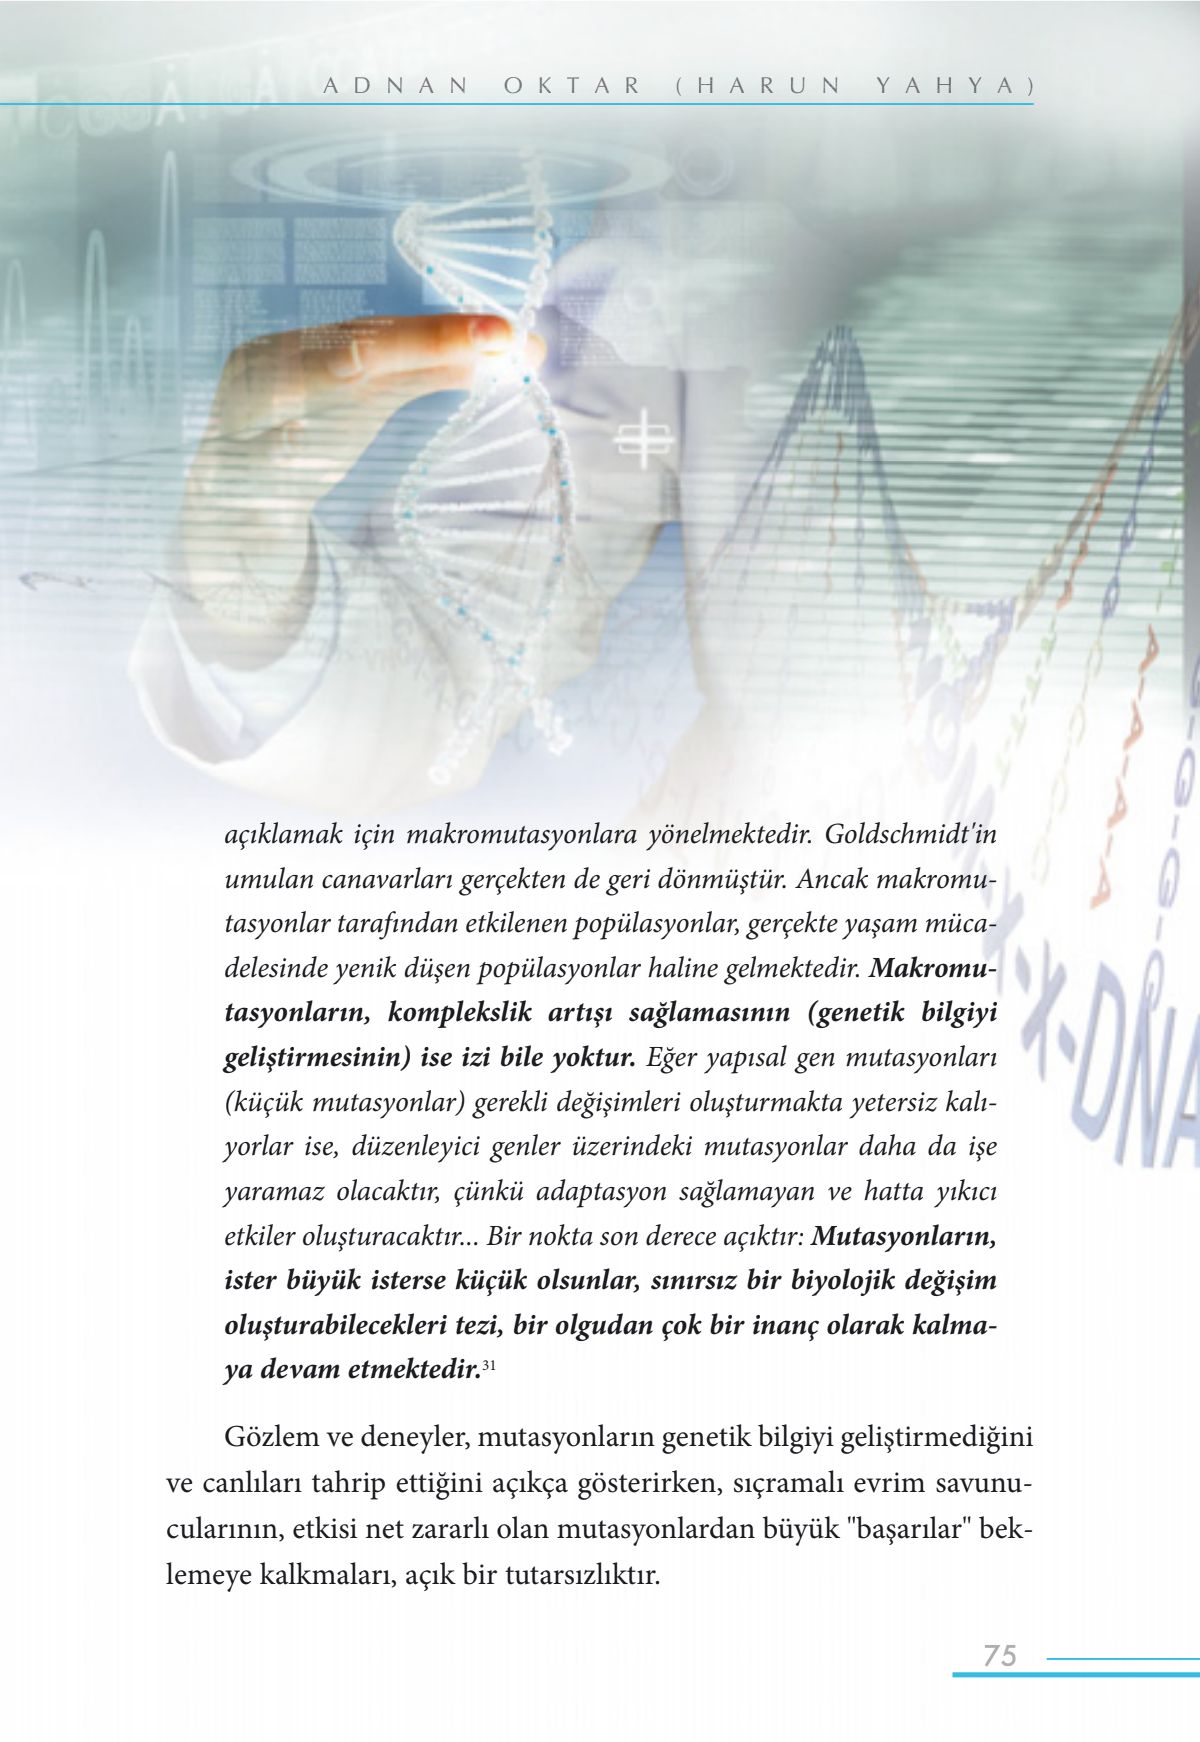 ADNAN OKTAR (HARUN YAHYA)
açıklamak için makromutasyonlara yönelmektedir. Goldschmidt'in
umulan canavarları gerçekten de geri dönmüştür. Ancak makromu-
tasyonlar tarafından etkilenen popülasyonlar, gerçekte yaşam müca-
delesinde yenik düşen popülasyonlar haline gelmektedir. Makromu-
tasyonların, komplekslik artışı sağlamasının (genetik bilgiyi
geliştirmesinin) ise izi bile yoktur. Eğer yapısal gen mutasyonları
(küçük mutasyonlar) gerekli değişimleri oluşturmakta yetersiz kalı-
yorlar ise, düzenleyici genler üzerindeki mutasyonlar daha da işe
yaramaz olacaktır, çünkü adaptasyon sağlamayan ve hatta yıkıcı
etkiler oluşturacaktır... Bir nokta son derece açıktır: Mutasyonların,
ister büyük isterse küçük olsunlar, sınırsız bir biyolojik değişim
oluşturabilecekleri tezi, bir olgudan çok bir inanç olarak kalma-
ya devam etmektedir.31
Gözlem ve deneyler, mutasyonların genetik bilgiyi geliştirmediğini
ve canlıları tahrip ettiğini açıkça gösterirken, sıçramalı evrim savunu-
cularının, etkisi net zararlı olan mutasyonlardan büyük "başarılar" bek-
lemeye kalkmaları, açık bir tutarsızlıktır.
75
X-X-DNA
A-A-A-A
G-G-G-G